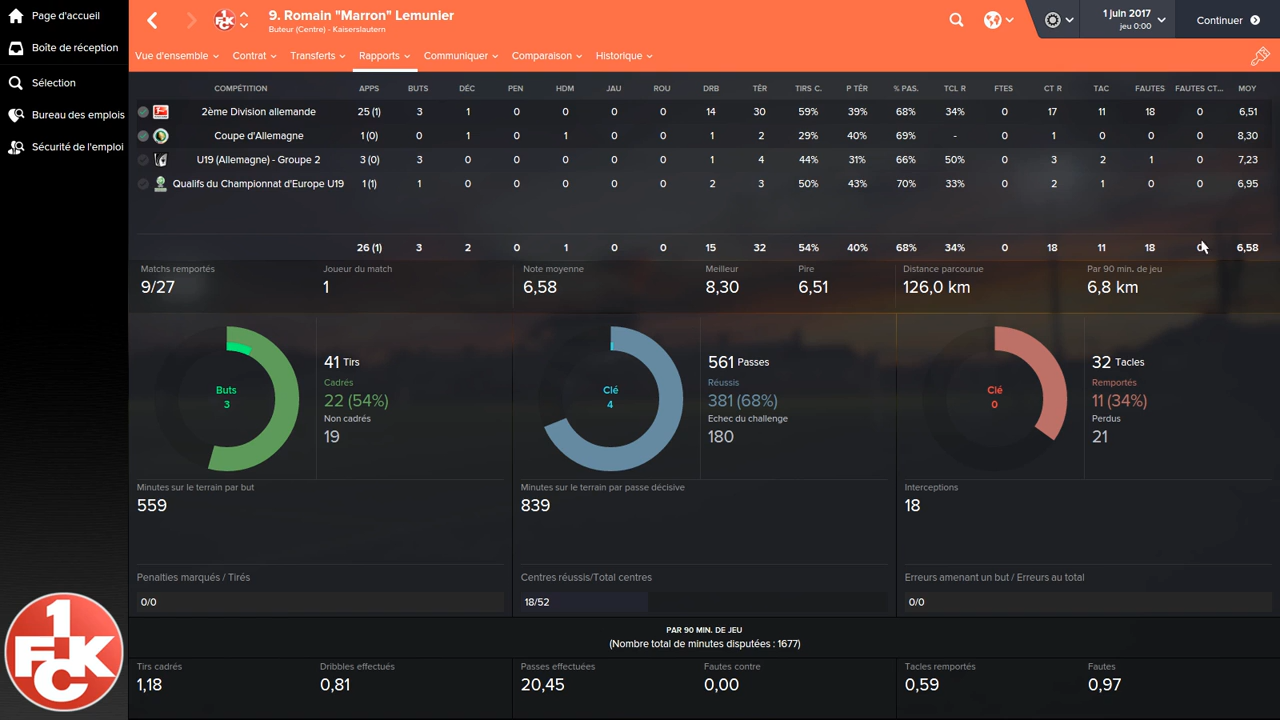 Page d'accueil
Boîte de réception
Sélection
Bureau des emplois
Sécurité de l'emploi
9. Romain "Marron" Lemunier
Buteur (Centre) - Kaiserslautern
1 juin 2017
jeu 0:00
Continuer
Vue d'ensemble Contrat Transferts Rapports Communiquer Comparaison Historique
COMPÉTITION APPS BUTS DÉC PEN HDM JAU ROU DRB TÊR TIRS C. P TÊR % PAS. TCL R FTES CT R TAC FAUTES FAUTES CT... MOY
2ème Division allemande 25 (1) 3 1 0 0 0 0 14 30 59% 39% 68% 34% 0 17 11 18 0 6,51
Coupe d'Allemagne 1 (0) 0 1 0 1 0 0 1 2 29% 40% 69% - 0 1 0 0 0 8,30
U19 (Allemagne) - Groupe 2 3 (0) 3 0 0 0 0 0 1 4 44% 31% 66% 50% 0 3 2 1 0 7,23
Qualifs du Championnat d'Europe U19 1 (1) 1 0 0 0 0 0 2 3 50% 43% 70% 33% 0 2 1 0 0 6,95
26 (1) 3 2 0 1 0 0 15 32 54% 40% 68% 34% 0 18 11 18 0 6,58
Matchs remportés Joueur du match Note moyenne Meilleur Pire Distance parcourue Par 90 min. de jeu
9/27 1 6,58 8,30 6,51 126,0 km 6,8 km
Buts
3
41 Tirs
Cadrés
22 (54%)
Non cadrés
19
Clé
4
561 Passes
Réussis
381 (68%)
Echec du challenge
180
Clé
0
32 Tacles
Remportés
11 (34%)
Perdus
21
Minutes sur le terrain par but Minutes sur le terrain par passe décisive Interceptions
559 839 18
Penalties marqués / Tirés Centres réussis/Total centres Erreurs amenant un but / Erreurs au total
0/0 18/52 0/0
PAR 90 MIN. DE JEU
(Nombre total de minutes disputées : 1677)
Tirs cadrés Dribbles effectués Passes effectuées Fautes contre Tacles remportés Fautes
1,18 0,81 20,45 0,00 0,59 0,97
1
FCK